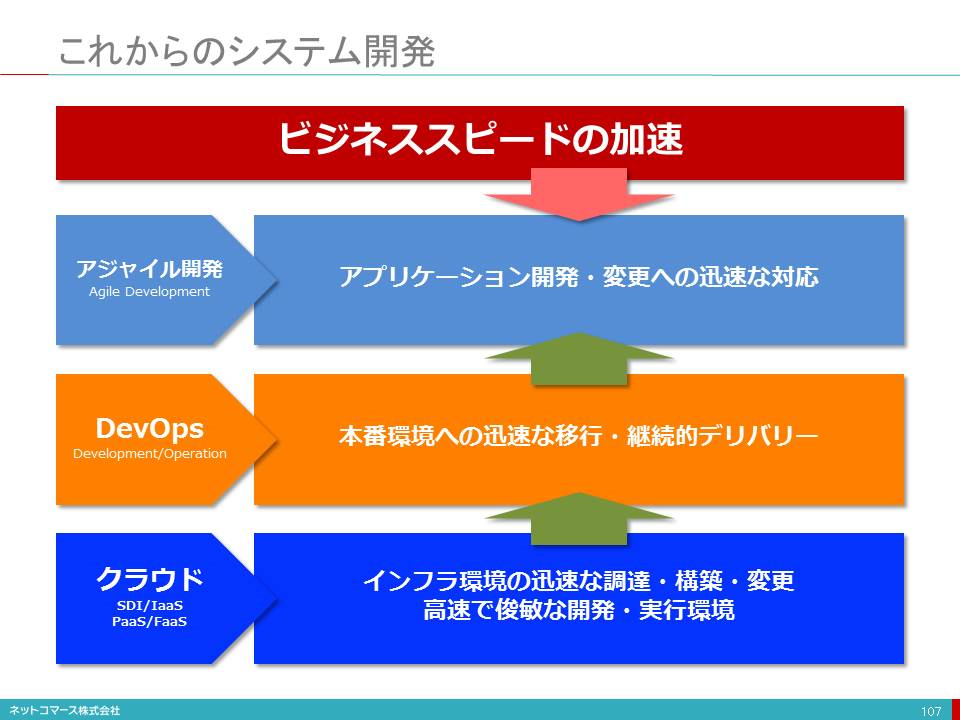 これからのシステム開発
ビジネススピードの加速
アジャイル開発
Agile Development
アプリケーション開発・変更への迅速な対応
DevOps
Development/Operation
本番環境への迅速な移行・継続的デリバリー
クラウド
SDI/IaaS
PaaS/FaaS
インフラ環境の迅速な調達・構築・変更
高速で俊敏な開発・実行環境
ネットコマース株式会社
107